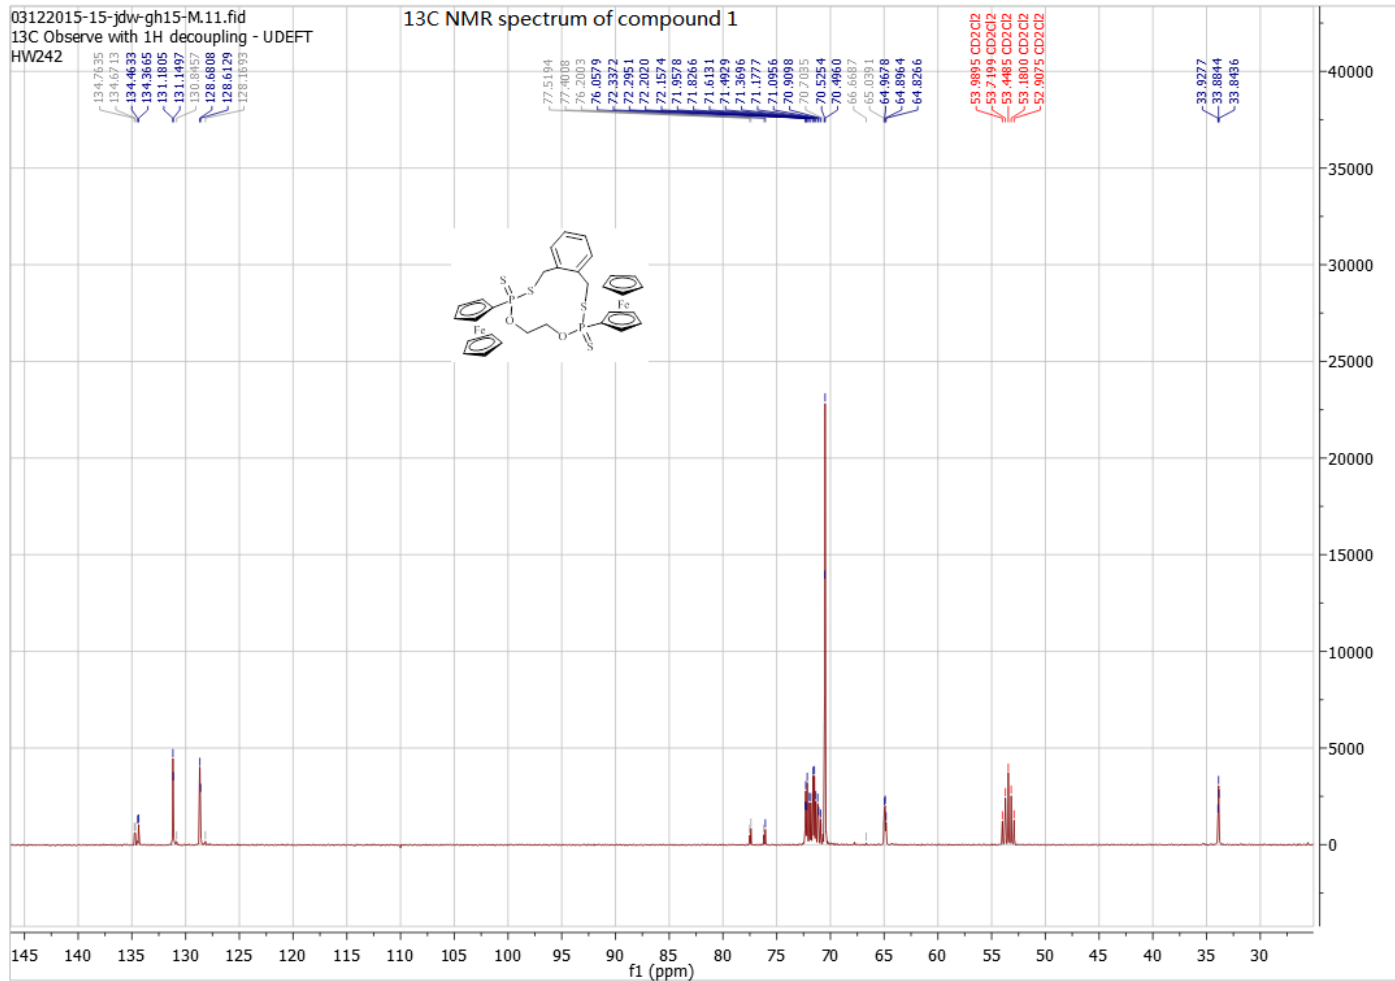 03122015-15-jdw-gh15-M.11.fid
13C Observe with 1H decoupling - UDEFT
HW242
13C NMR spectrum of compound 1
134.7635
134.6713
134.4633
134.3665
131.1805
131.1497
130.8457
128.6808
128.6129
128.1693
77.5194
77.4008
76.2003
76.0579
72.3372
72.2951
72.2020
72.1574
71.9578
71.8266
71.6131
71.4929
71.3696
71.1777
71.0956
70.9098
70.7035
70.5254
70.4960
66.6687
65.0391
64.9678
64.8964
64.8266
53.9895 CD2Cl2
53.7199 CD2Cl2
53.4485 CD2Cl2
53.1800 CD2Cl2
52.9075 CD2Cl2
33.9277
33.8844
33.8436
40000
35000
30000
25000
20000
15000
10000
5000
0
S
S
P
O
Fe
O
P
S
S
Fe
145 140 135 130 125 120 115 110 105 100 95 90 85 80 75 70 65 60 55 50 45 40 35 30
f1 (ppm)